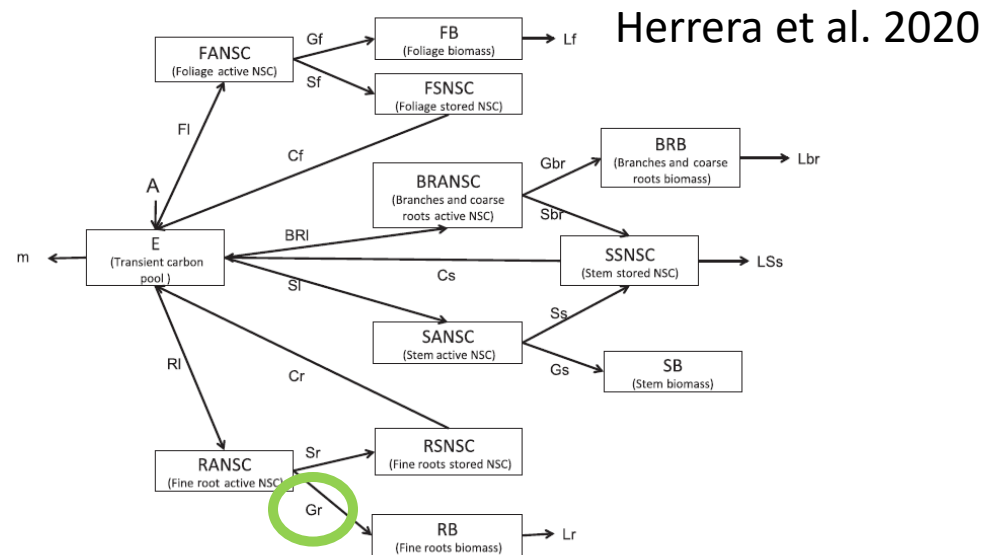 Herrera et al. 2020
FANSC
(Foliage active NSC)
Gf
Sf
FB
(Foliage biomass)
Lf
FSNSC
(Foliage stored NSC)
Fl
Cf
A
BRANSC
(Branches and coarse
roots active NSC)
Gbr
Sbr
BRB
(Branches and coarse
roots biomass)
Lbr
m
E
(Transient carbon
pool )
BRl
Cs
Sl
SSNSC
(Stem stored NSC)
LSs
SANSC
(Stem active NSC)
Ss
Gs
SB
(Stem biomass)
Rl
Cr
RANSC
(Fine root active NSC)
Sr
Gr
RSNSC
(Fine roots stored NSC)
RB
(Fine roots biomass)
Lr